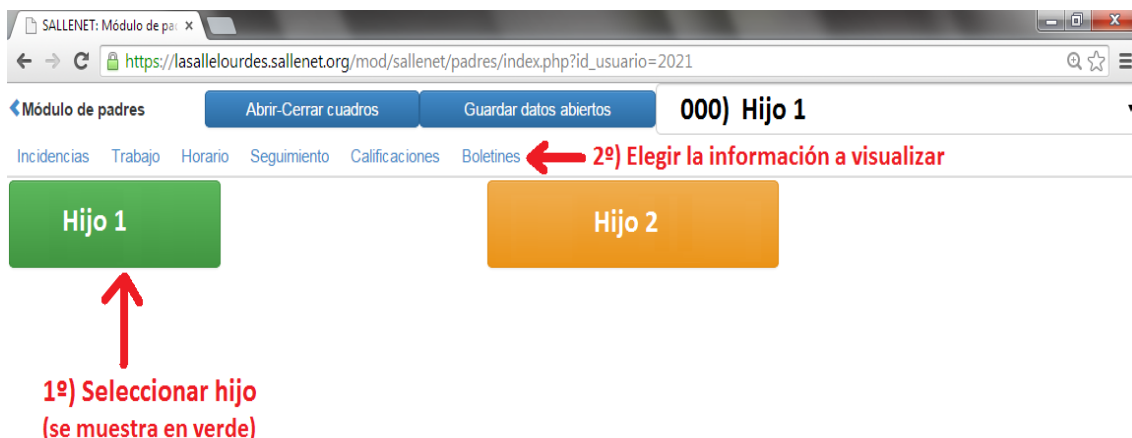 SALLENET: Módulo de pa
https://lasallelourdes.sallenet.org/mod/sallenet/padres/index.php?id_usuario=2021
Módulo de padres Abrir-Cerrar cuadros Guardar datos abiertos 000) Hijo 1
Incidencias Trabajo Horario Seguimiento Calificaciones Boletines 2º) Elegir la información a visualizar
Hijo 1 Hijo 2
1º) Seleccionar hijo
(se muestra en verde)